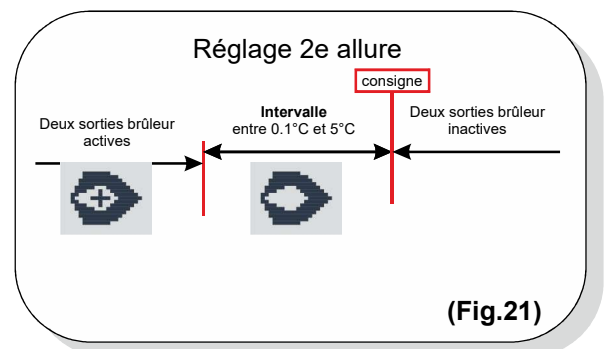 Réglage 2e allure
consigne
Deux sorties brûleur
actives
Intervalle
entre 0.1°C et 5°C
Deux sorties brûleur
inactives
(Fig.21)